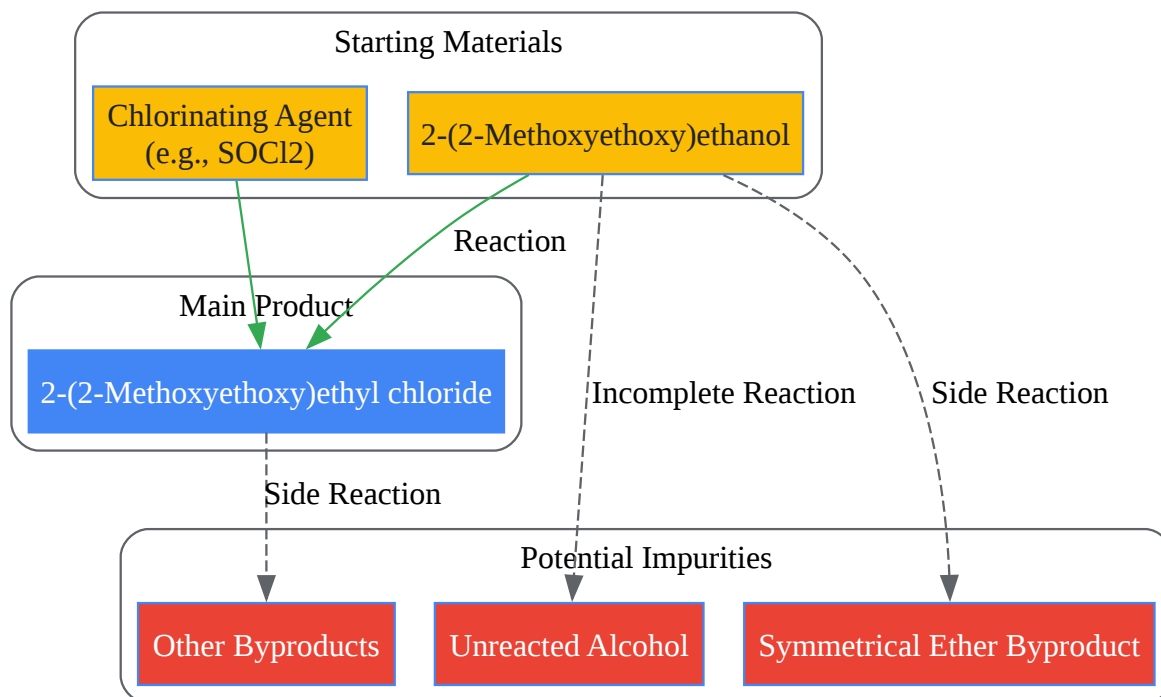 Starting Materials
Chlorinating Agent
(e.g., SOCl2)
2-(2-Methoxyethoxy)ethanol
Reaction
Main Product
2-(2-Methoxyethoxy)ethyl chloride
Incomplete Reaction
Side Reaction
Side Reaction
Potential Impurities
Other Byproducts
Unreacted Alcohol
Symmetrical Ether Byproduct